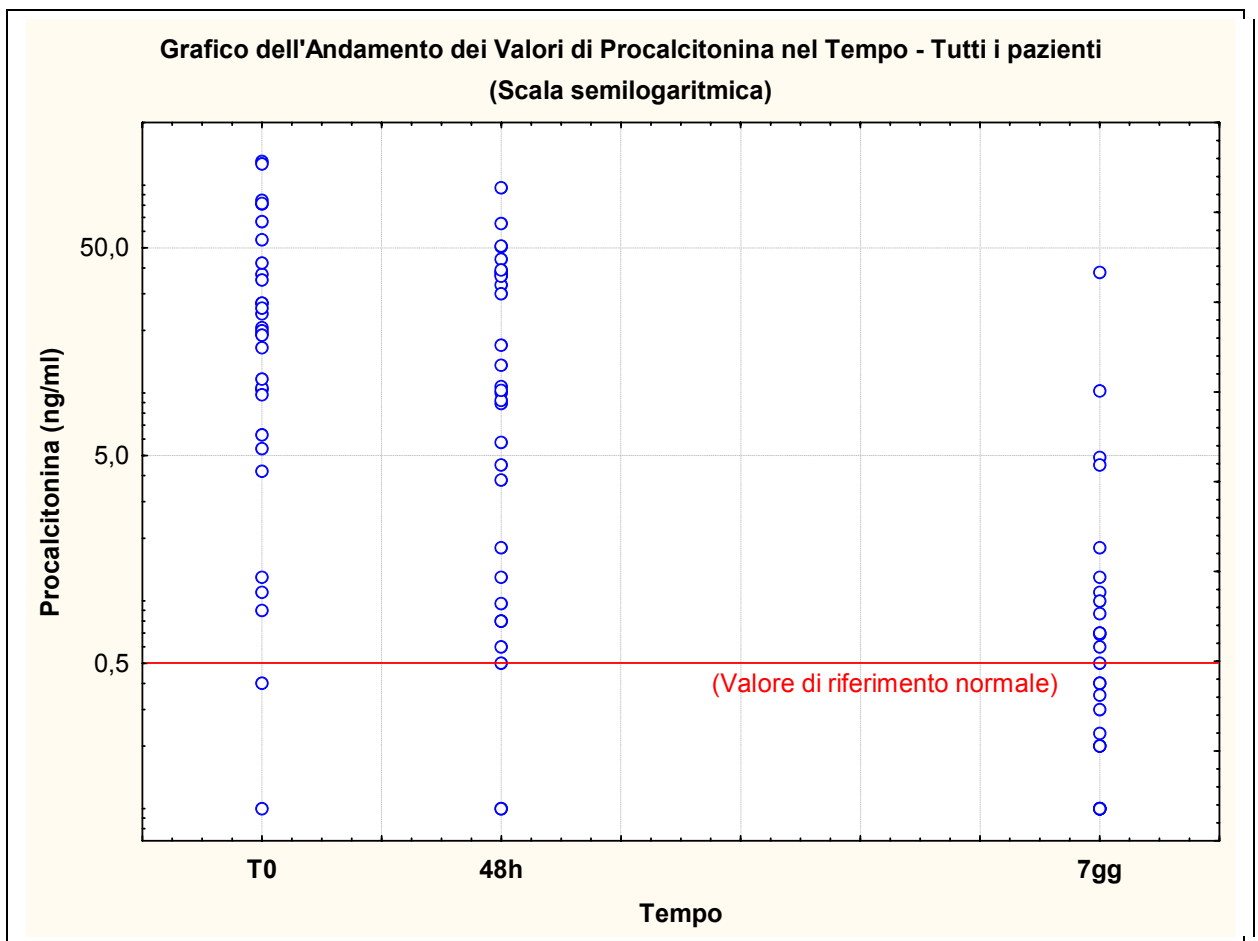 Grafico dell'Andamento dei Valori di Procalcitonina nel Tempo - Tutti i pazienti
(Scala semilogaritmica)
Procalcitonina (ng/ml)
50,0
5,0
0,5
(Valore di riferimento normale)
T0
48h
7gg
Tempo